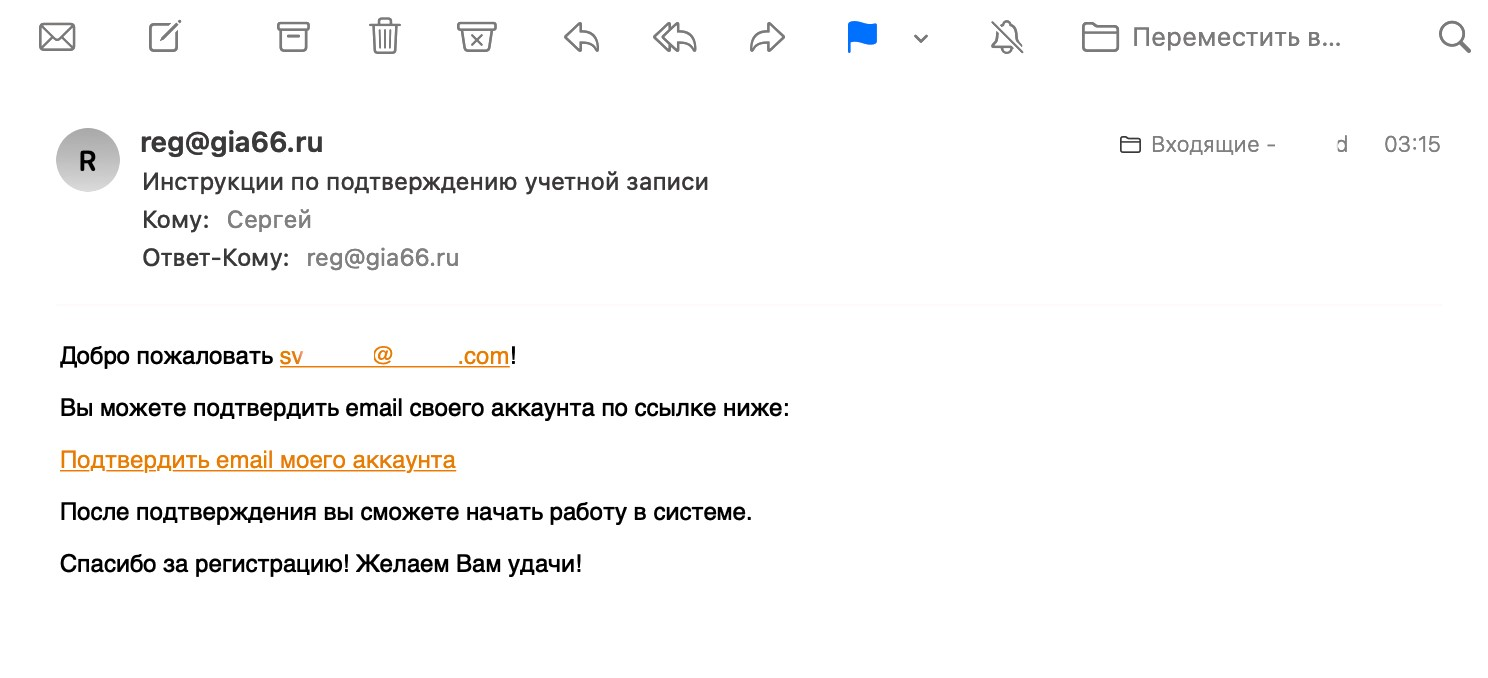 Переместить в...
R
reg@gia66.ru
Входящие - d 03:15
Инструкции по подтверждению учетной записи
Кому: Сергей
Ответ-Кому: reg@gia66.ru
Добро пожаловать sv @ .com!
Вы можете подтвердить email своего аккаунта по ссылке ниже:
Подтвердить email моего аккаунта
После подтверждения вы сможете начать работу в системе.
Спасибо за регистрацию! Желаем Вам удачи!